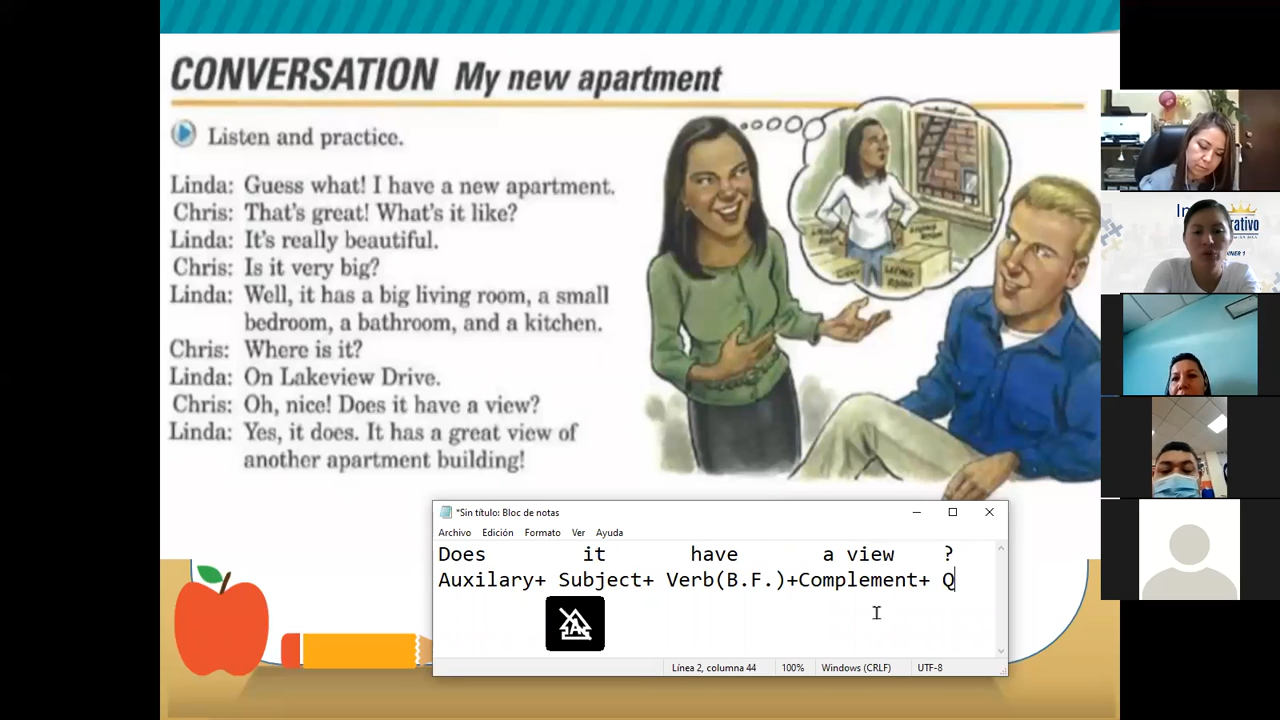 CONVERSATION My new apartment
Listen and practice.
Linda: Guess what! I have a new apartment.
Chris: That's great! What's it like?
Linda: It's really beautiful.
Chris: Is it very big?
Linda: Well, it has a big living room, a small
bedroom, a bathroom, and a kitchen.
Chris: Where is it?
Linda: On Lakeview Drive.
Chris: Oh, nice! Does it have a view?
Linda: Yes, it does. It has a great view of
another apartment building!
LIVING
ROOM
*Sin título: Bloc de notas
Archivo Edición Formato Ver Ayuda
Does it have a view ?
Auxilary+ Subject+ Verb(B.F.)+Complement+ Q
A
Línea 2, columna 44 100% Windows (CRLF) UTF-8